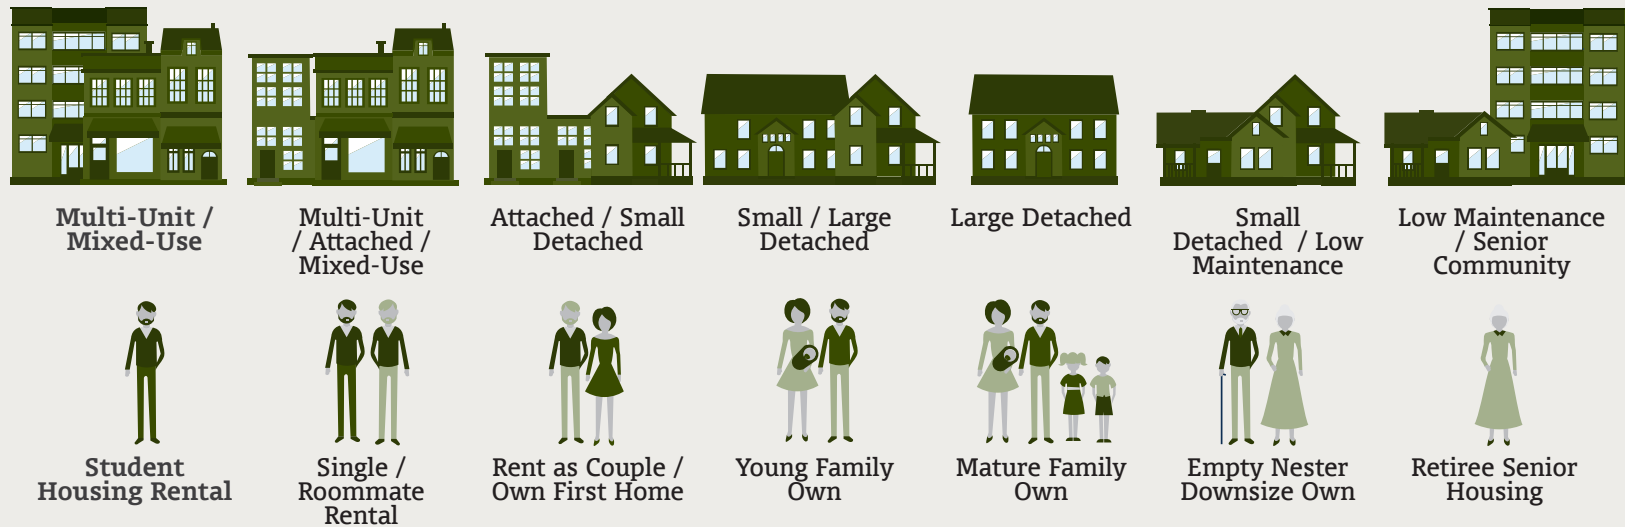 Multi-Unit /
Mixed-Use
Multi-Unit
/ Attached /
Mixed-Use
Attached / Small
Detached
Small / Large
Detached
Large Detached
Small
Detached / Low
Maintenance
Low Maintenance
/ Senior
Community
Student
Housing Rental
Single /
Roommate
Rental
Rent as Couple /
Own First Home
Young Family
Own
Mature Family
Own
Empty Nester
Downsize Own
Retiree Senior
Housing